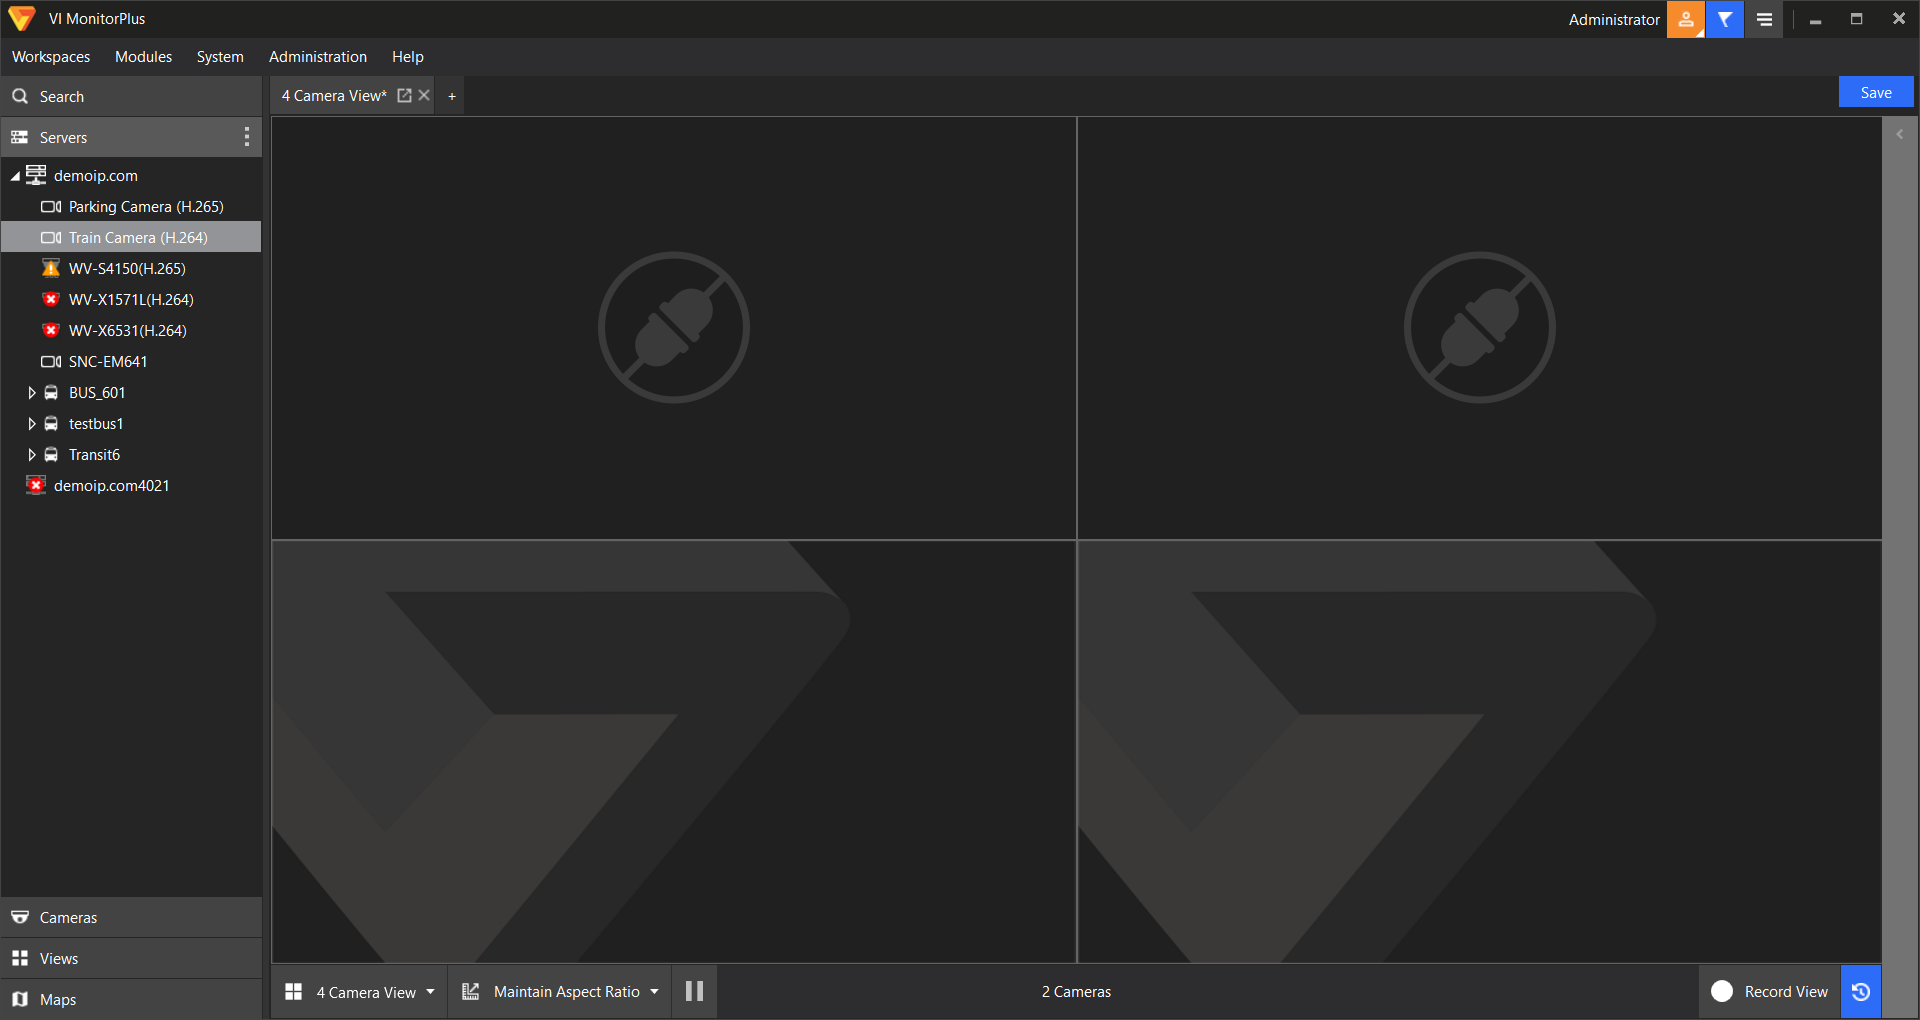 VI MonitorPlus
Administrator
Workspaces Modules System Administration Help
Search
4 Camera View* +
Save
Servers
demoip.com
Parking Camera (H.265)
Train Camera (H.264)
WV-S4150(H.265)
WV-X1571L(H.264)
WV-X6531(H.264)
SNC-EM641
BUS_601
testbus1
Transit6
demoip.com4021
Cameras
Views
Maps
4 Camera View
Maintain Aspect Ratio
2 Cameras
Record View